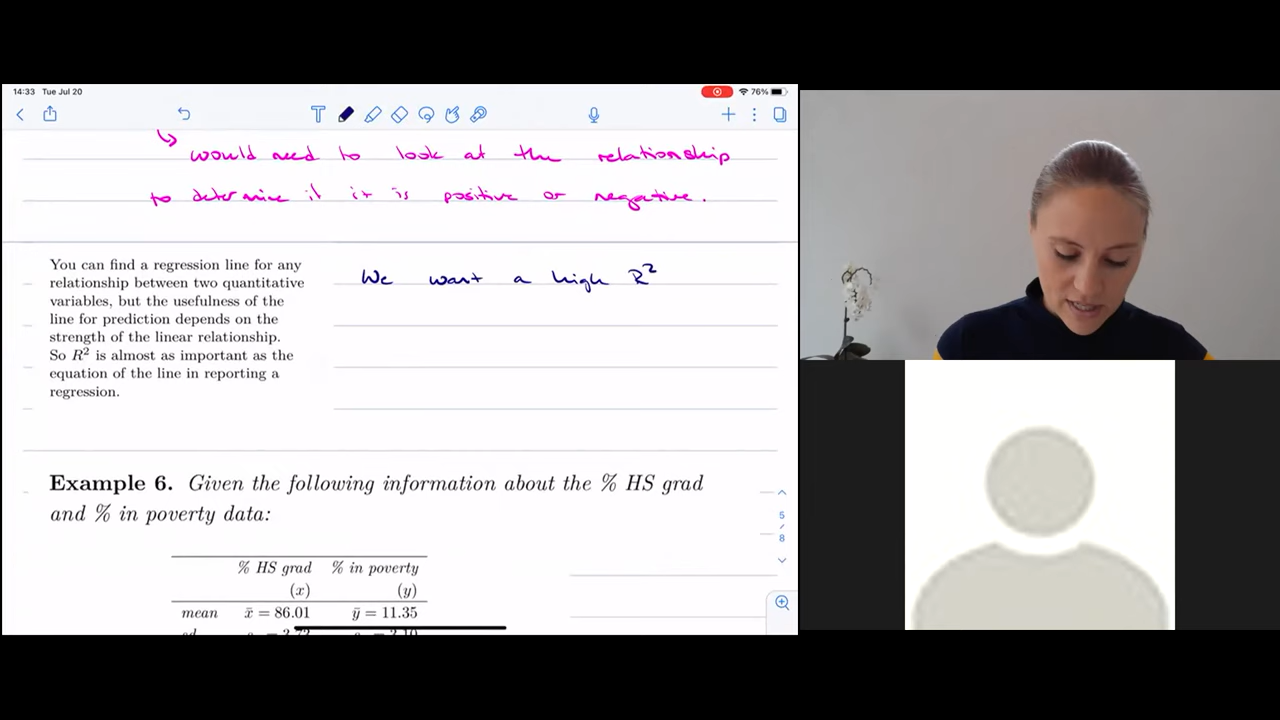 14:33 Tue Jul 20
76%
would need to look at the relationship
to determine if it is positive or negative.
You can find a regression line for any
relationship between two quantitative
variables, but the usefulness of the
line for prediction depends on the
strength of the linear relationship.
So R² is almost as important as the
equation of the line in reporting a
regression.
We want a high R²
Example 6. Given the following information about the % HS grad
and % in poverty data:
% HS grad % in poverty
(x) (y)
mean x̄ = 86.01 ȳ = 11.35
5
/
8